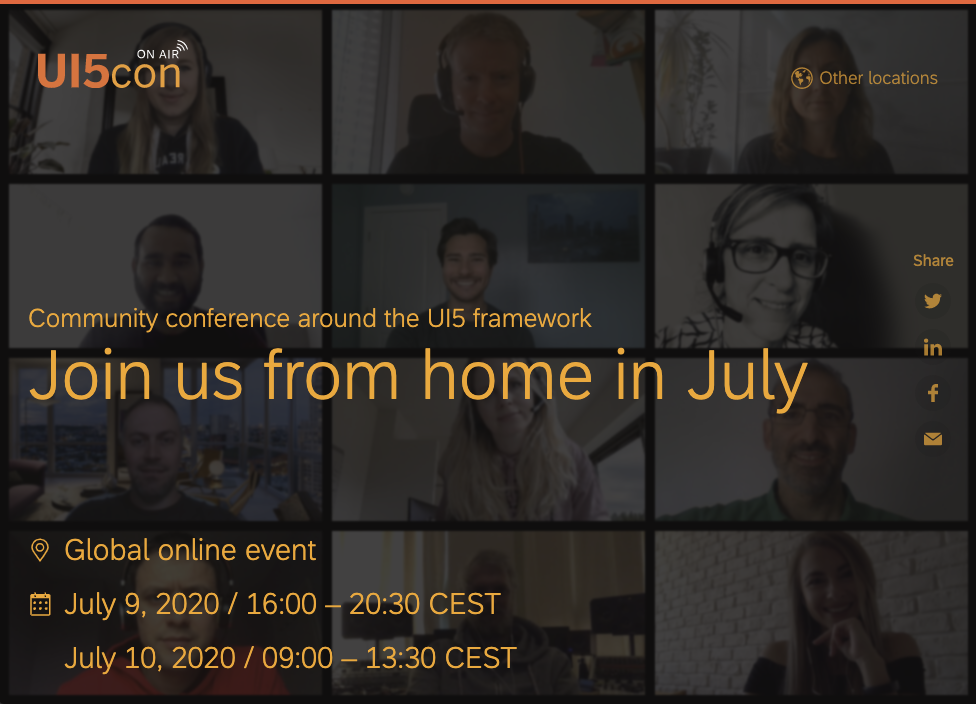 ON AIR
UI5con
Other locations
Share
Community conference around the UI5 framework
Join us from home in July
Global online event
July 9, 2020 / 16:00 – 20:30 CEST
July 10, 2020 / 09:00 – 13:30 CEST